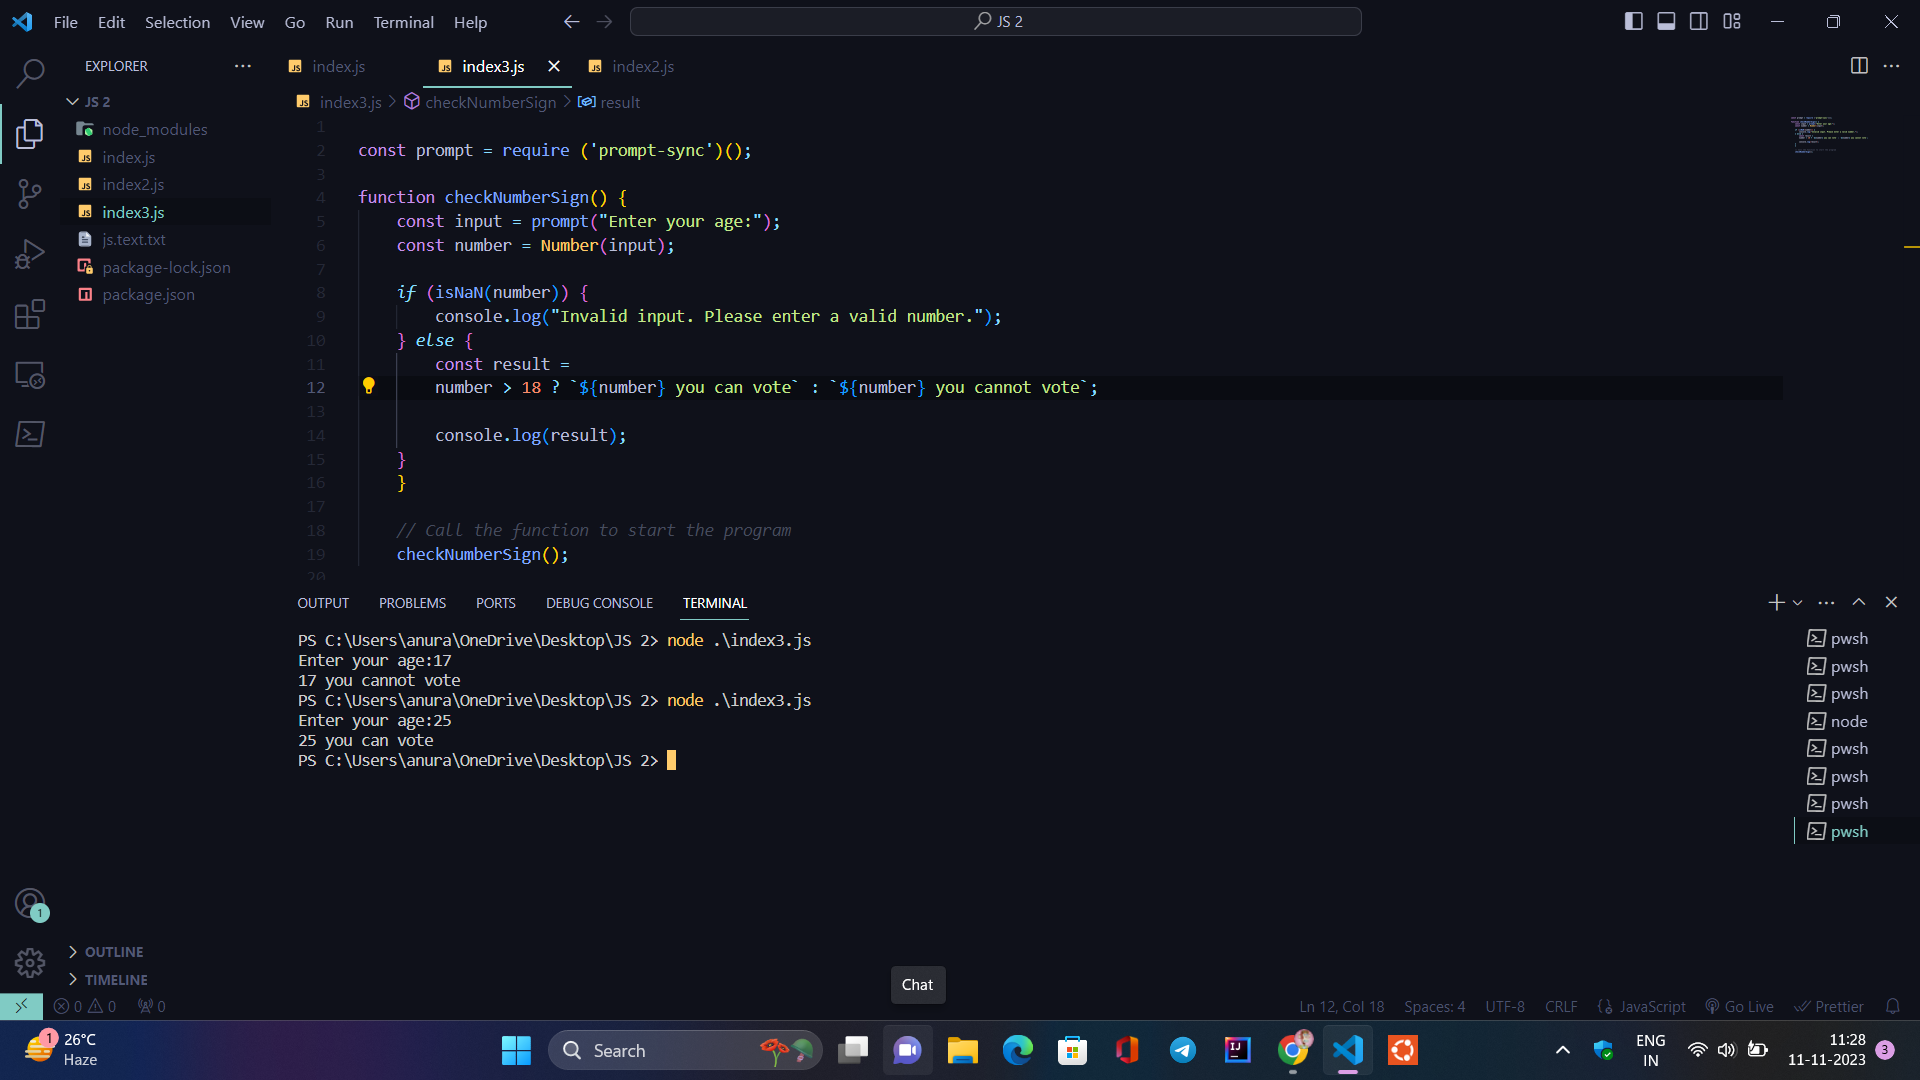 File Edit Selection View Go Run Terminal Help
JS 2
EXPLORER
JS 2
node_modules
index.js
index2.js
index3.js
js.text.txt
package-lock.json
package.json
OUTLINE
TIMELINE
index.js index3.js index2.js
index3.js checkNumberSign result
1
2 const prompt = require ('prompt-sync')();
3
4 function checkNumberSign() {
5 const input = prompt("Enter your age:");
6 const number = Number(input);
7
8 if (isNaN(number)) {
9 console.log("Invalid input. Please enter a valid number.");
10 } else {
11 const result =
12 number > 18 ? `${number} you can vote` : `${number} you cannot vote`;
13
14 console.log(result);
15 }
16 }
17
18 // Call the function to start the program
19 checkNumberSign();
20
OUTPUT PROBLEMS PORTS DEBUG CONSOLE TERMINAL
PS C:\Users\anura\OneDrive\Desktop\JS 2> node .\index3.js
Enter your age:17
17 you cannot vote
PS C:\Users\anura\OneDrive\Desktop\JS 2> node .\index3.js
Enter your age:25
25 you can vote
PS C:\Users\anura\OneDrive\Desktop\JS 2>
pwsh
pwsh
pwsh
node
pwsh
pwsh
pwsh
pwsh
1
Chat
0 0 0
Ln 12, Col 18 Spaces: 4 UTF-8 CRLF JavaScript Go Live Prettier
1
26°C
Haze
Search
ENG
IN
11:28
11-11-2023
3